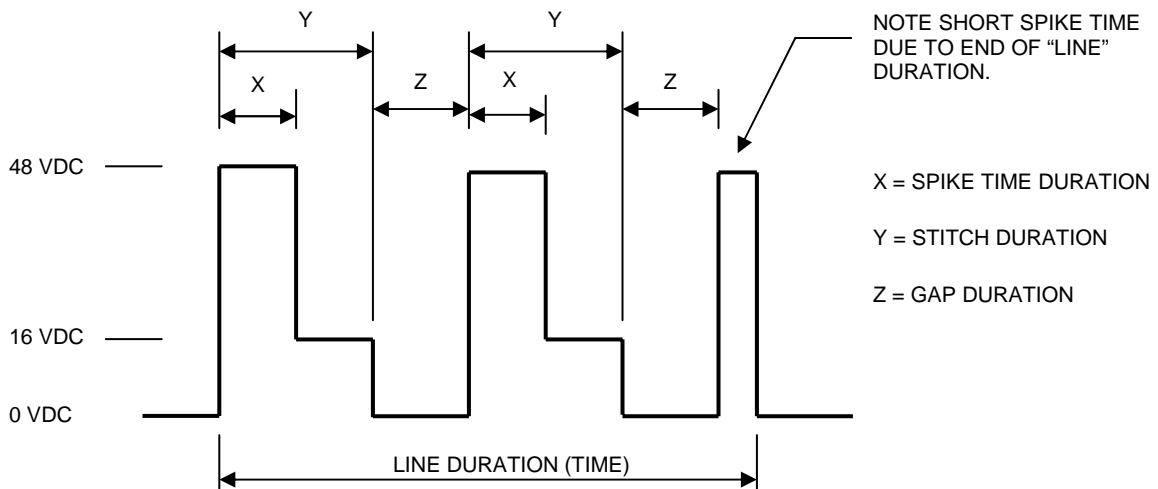 Y
Y
NOTE SHORT SPIKE TIME
DUE TO END OF “LINE”
DURATION.
X
Z
X
Z
48 VDC
X = SPIKE TIME DURATION
Y = STITCH DURATION
Z = GAP DURATION
16 VDC
0 VDC
LINE DURATION (TIME)